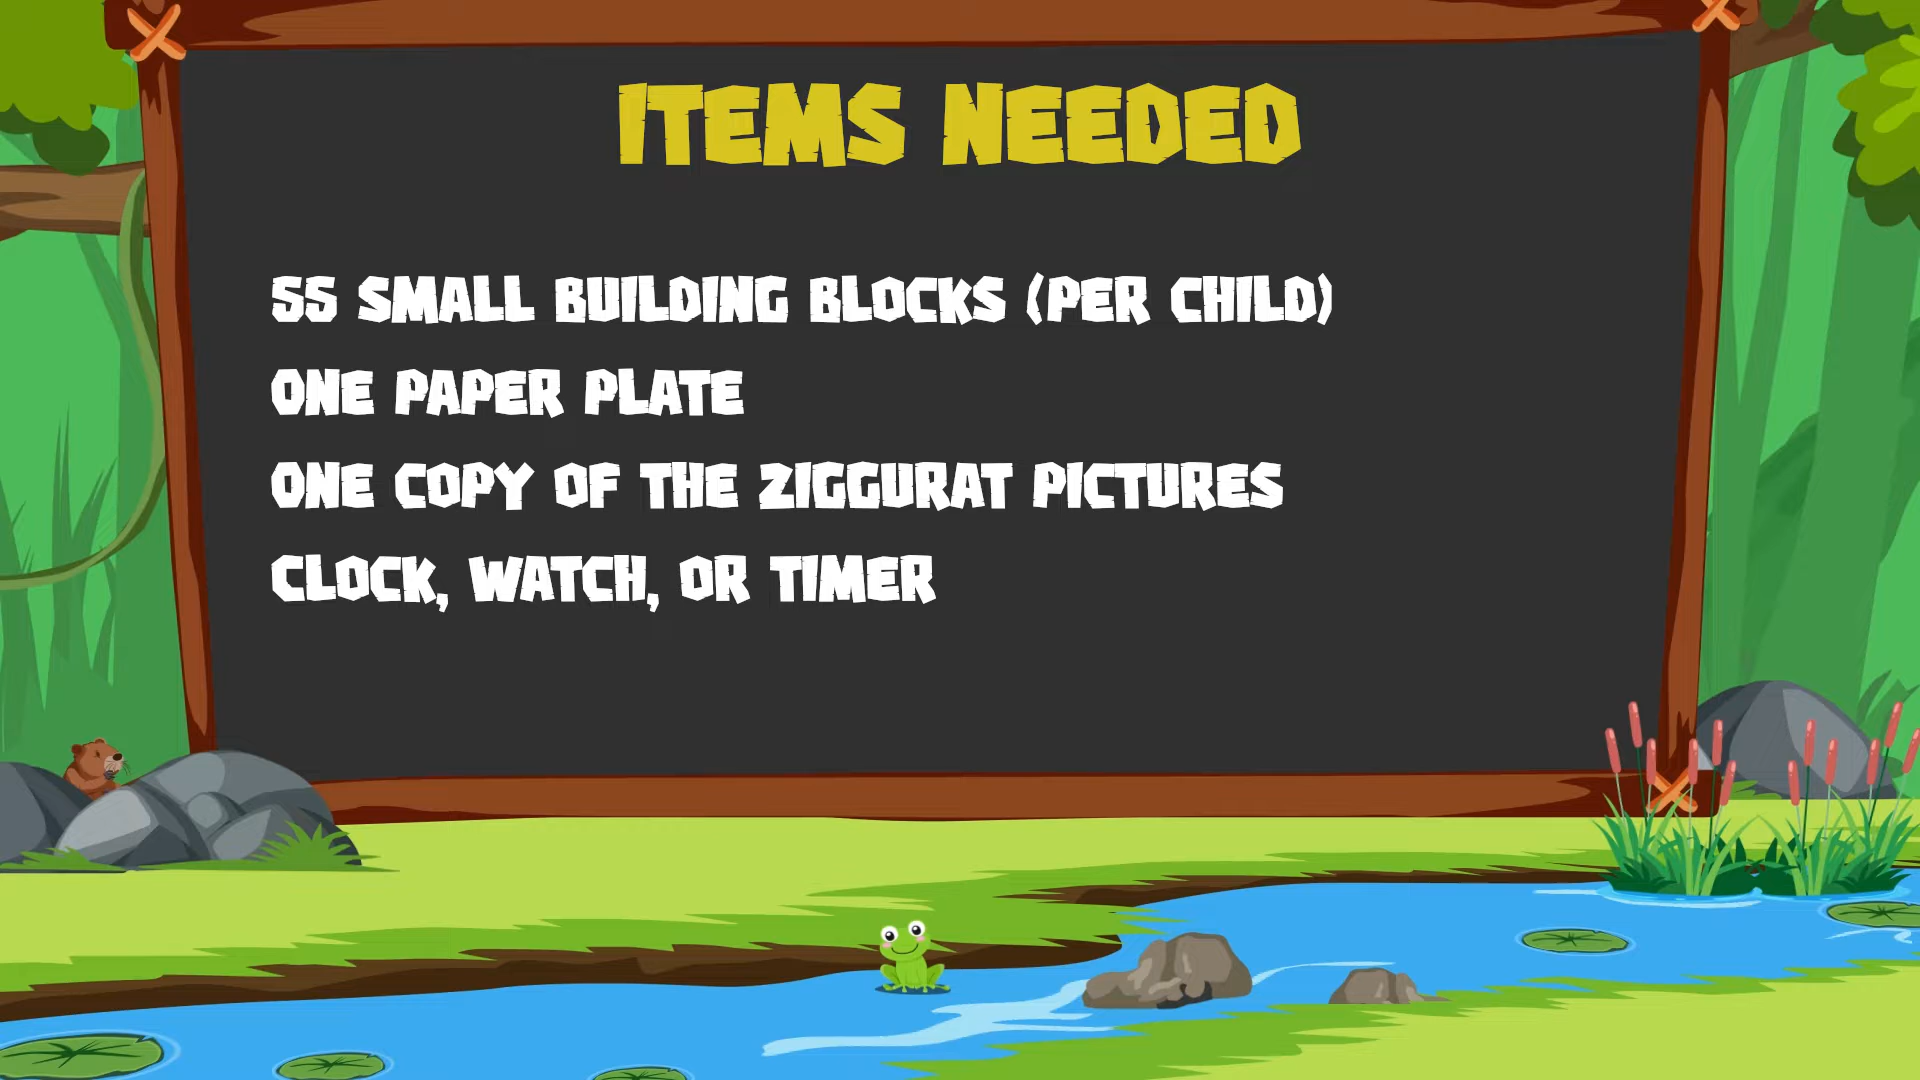 ITEMS NEEDED
55 SMALL BUILDING BLOCKS (PER CHILD)
ONE PAPER PLATE
ONE COPY OF THE ZIGGURAT PICTURES
CLOCK, WATCH, OR TIMER